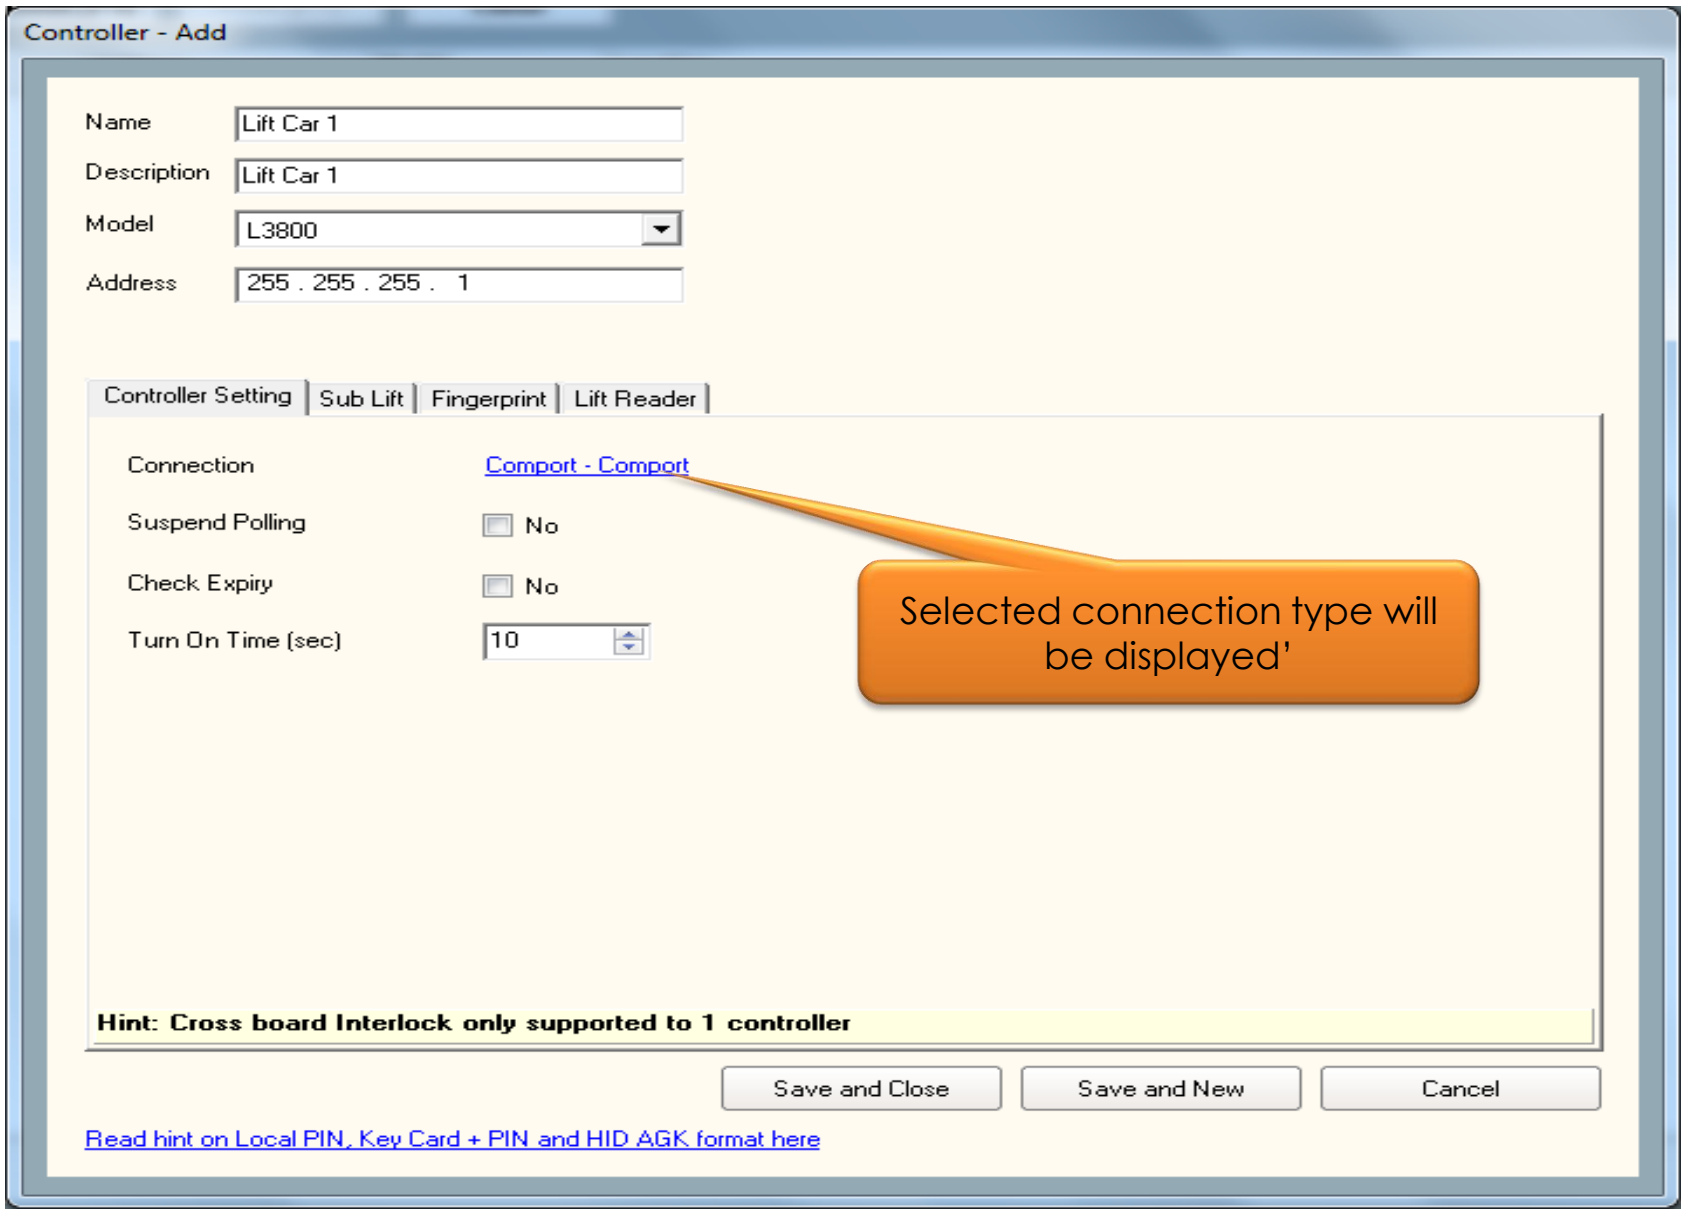 Controller - Add
Name Lift Car 1
Description Lift Car 1
Model L3800
Address 255 . 255 . 255 . 1
Controller Setting Sub Lift Fingerprint Lift Reader
Connection Comport - Comport
Suspend Polling No
Check Expiry No
Turn On Time (sec) 10
Selected connection type will
be displayed’
Hint: Cross board Interlock only supported to 1 controller
Save and Close Save and New Cancel
Read hint on Local PIN, Key Card + PIN and HID AGK format here